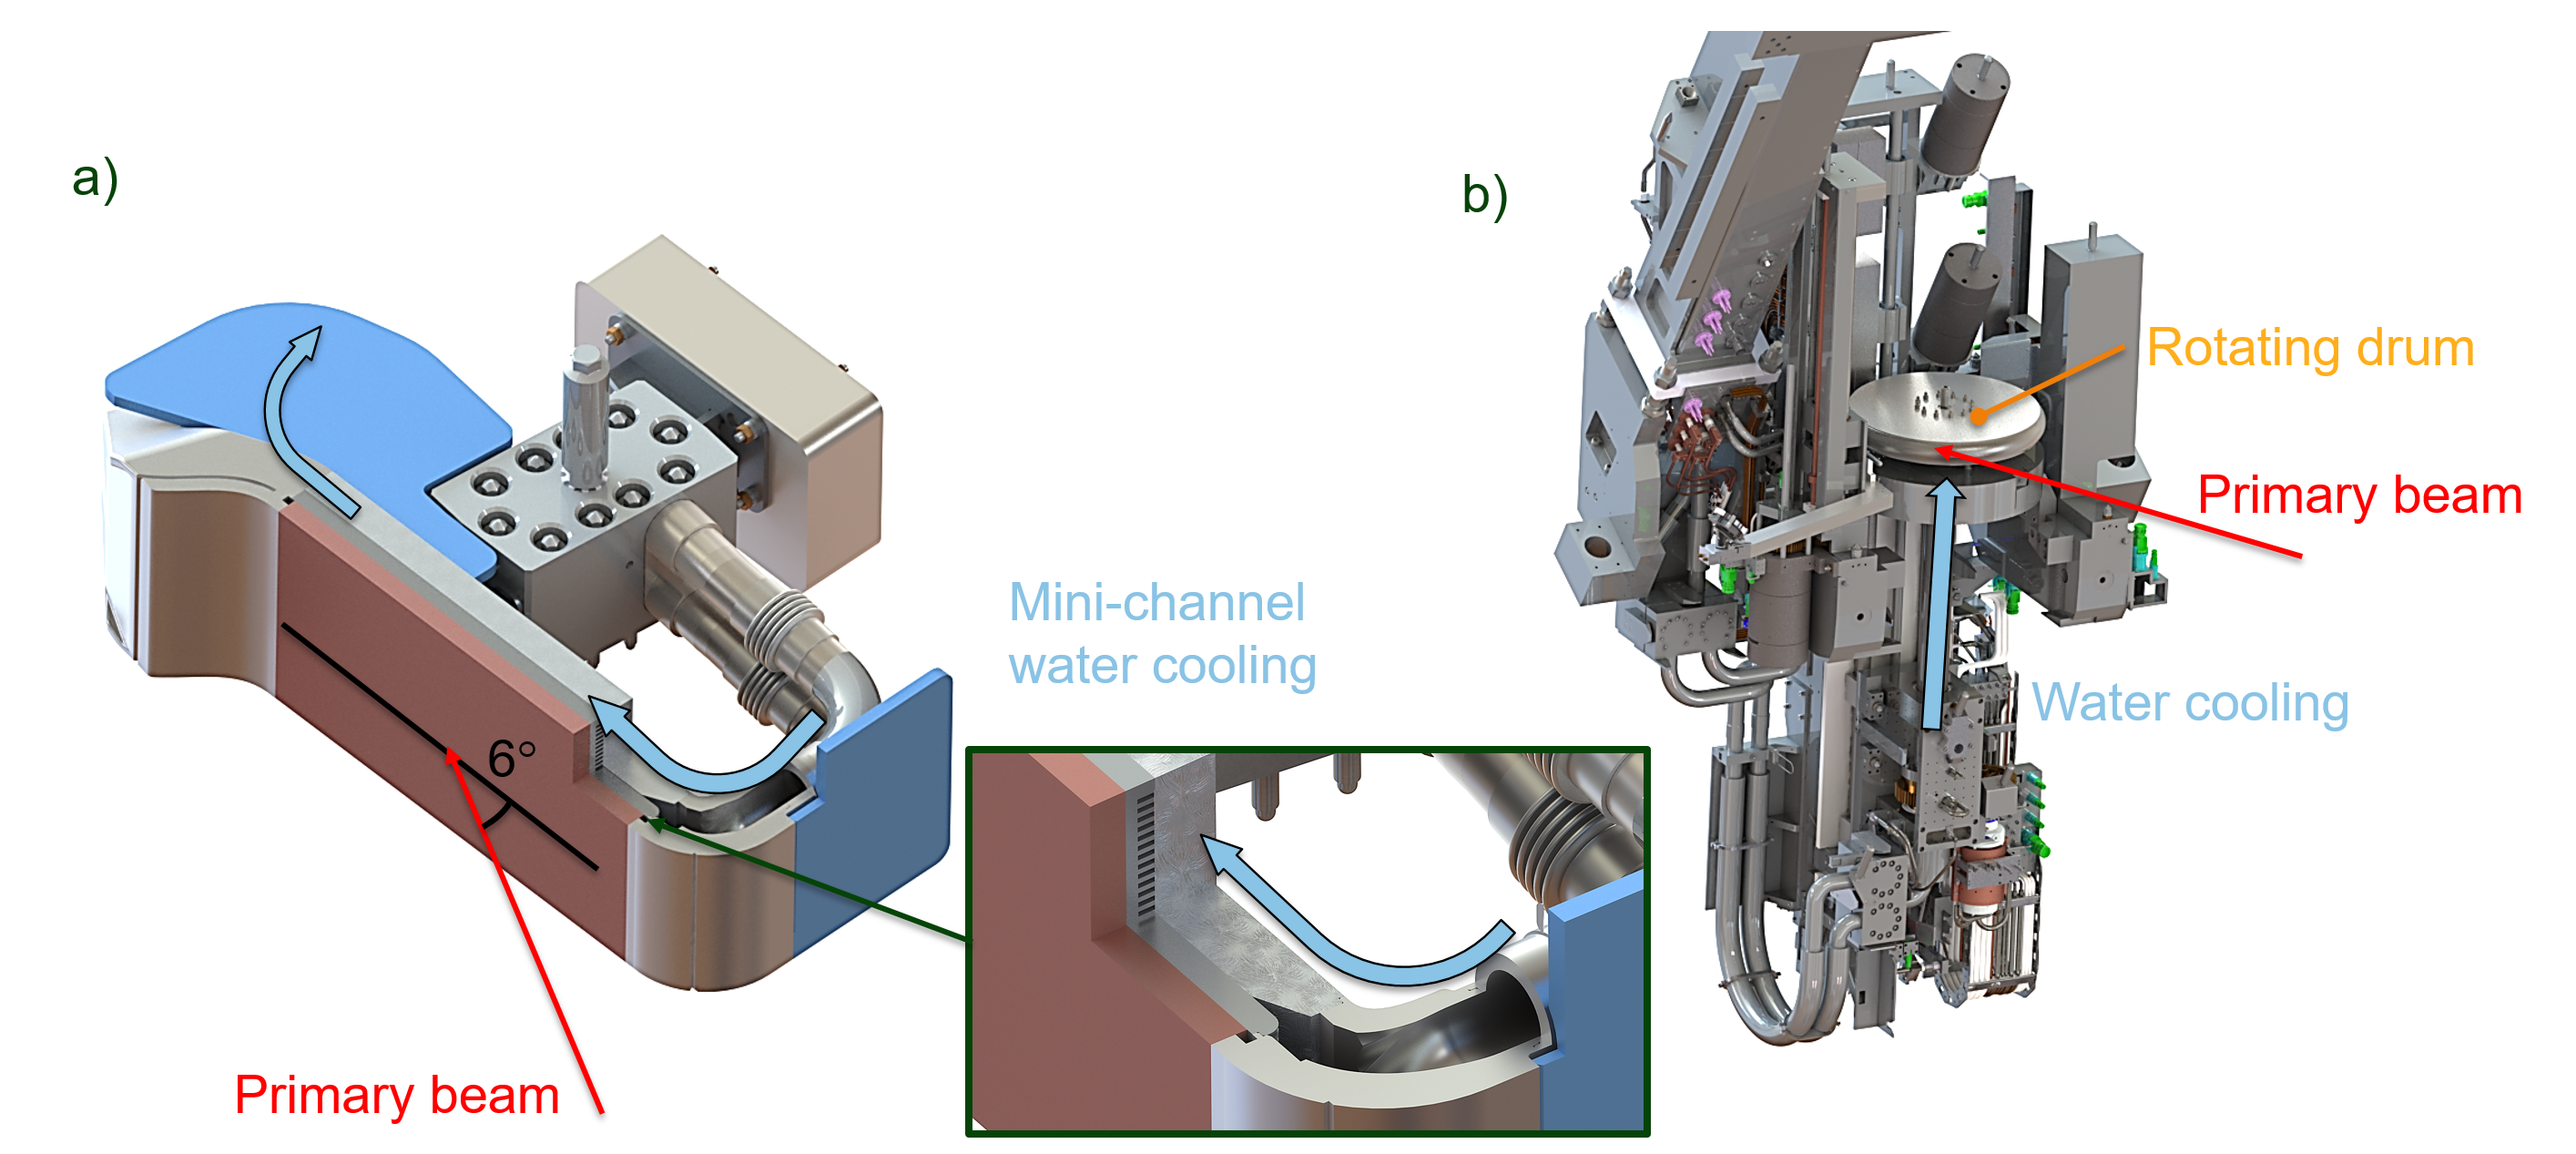 a)
b)
Rotating drum
Primary beam
Mini-channel
water cooling
Water cooling
6°
Primary beam